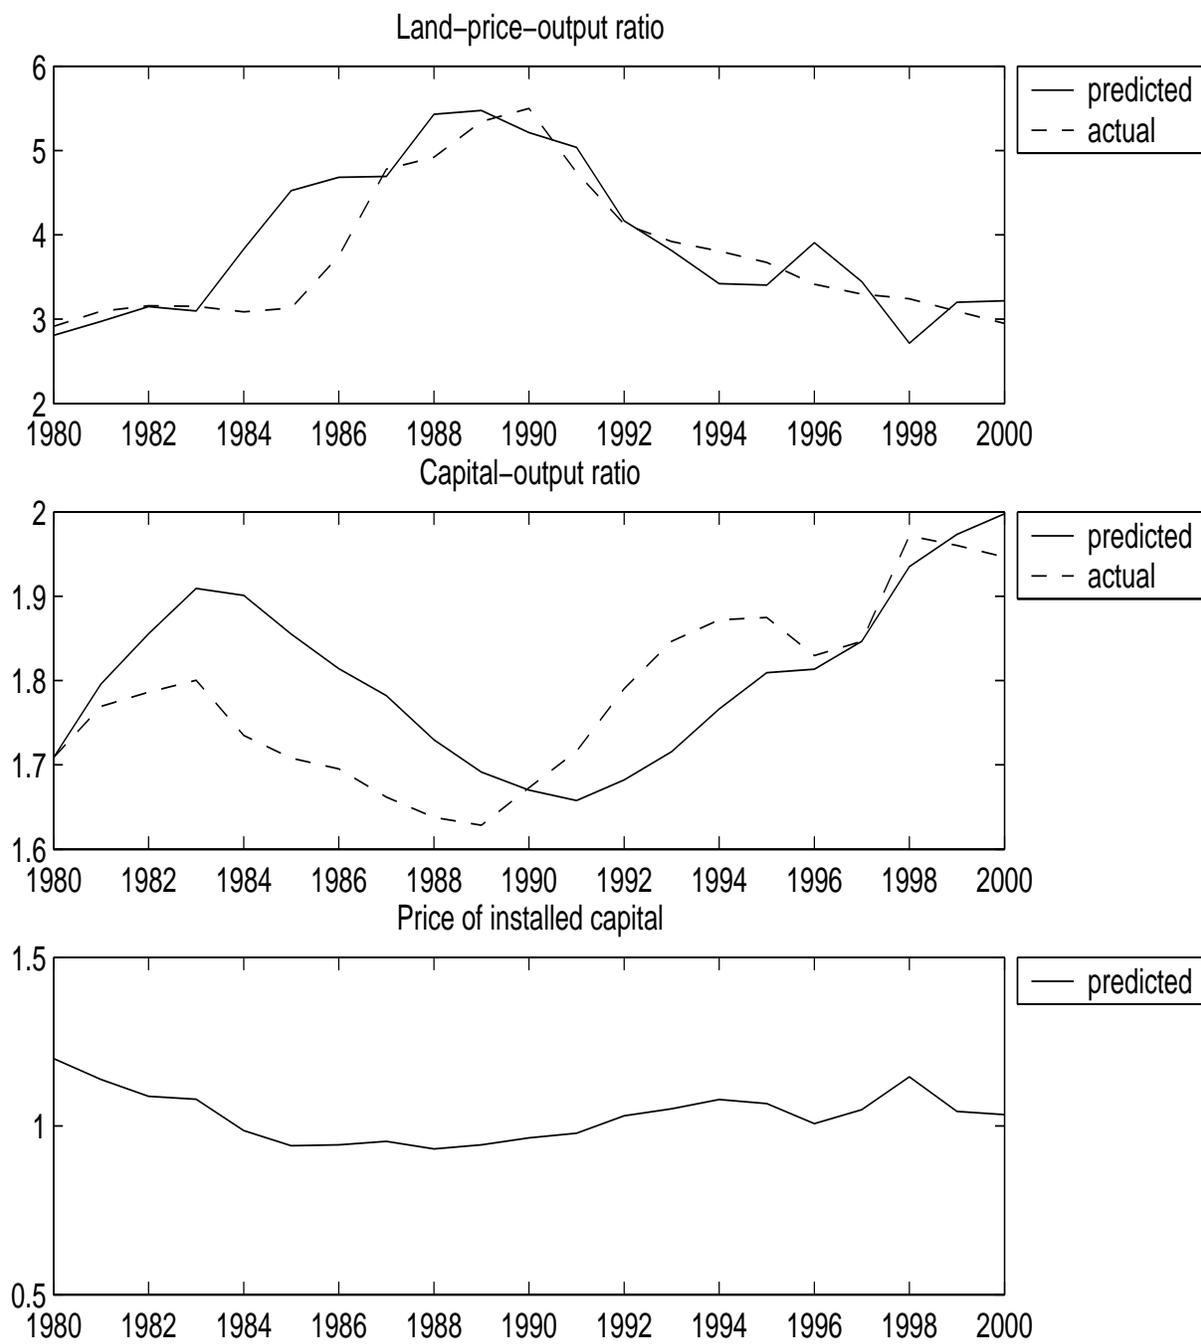 Land−price−output ratio
6
5
4
3
2
1980 1982 1984 1986 1988 1990 1992 1994 1996 1998 2000
predicted
actual
Capital−output ratio
2
1.9
1.8
1.7
1.6
1980 1982 1984 1986 1988 1990 1992 1994 1996 1998 2000
predicted
actual
Price of installed capital
1.5
1
0.5
1980 1982 1984 1986 1988 1990 1992 1994 1996 1998 2000
predicted